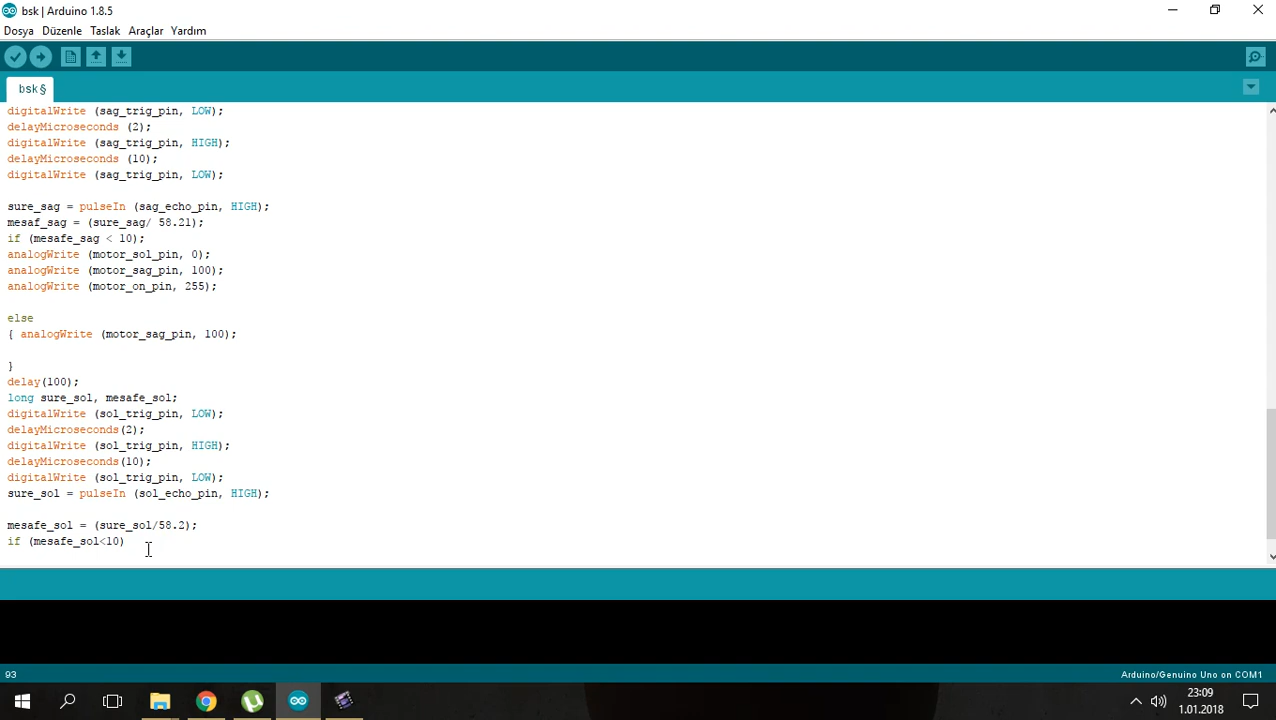 bsk | Arduino 1.8.5
Dosya Düzenle Taslak Araçlar Yardım
bsk §
digitalWrite (sag_trig_pin, LOW);
delayMicroseconds (2);
digitalWrite (sag_trig_pin, HIGH);
delayMicroseconds (10);
digitalWrite (sag_trig_pin, LOW);
sure_sag = pulseIn (sag_echo_pin, HIGH);
mesaf_sag = (sure_sag/ 58.21);
if (mesafe_sag < 10);
analogWrite (motor_sol_pin, 0);
analogWrite (motor_sag_pin, 100);
analogWrite (motor_on_pin, 255);
else
{ analogWrite (motor_sag_pin, 100);
}
delay(100);
long sure_sol, mesafe_sol;
digitalWrite (sol_trig_pin, LOW);
delayMicroseconds(2);
digitalWrite (sol_trig_pin, HIGH);
delayMicroseconds(10);
digitalWrite (sol_trig_pin, LOW);
sure_sol = pulseIn (sol_echo_pin, HIGH);
mesafe_sol = (sure_sol/58.2);
if (mesafe_sol<10)
93 Arduino/Genuino Uno on COM1
23:09
1.01.2018